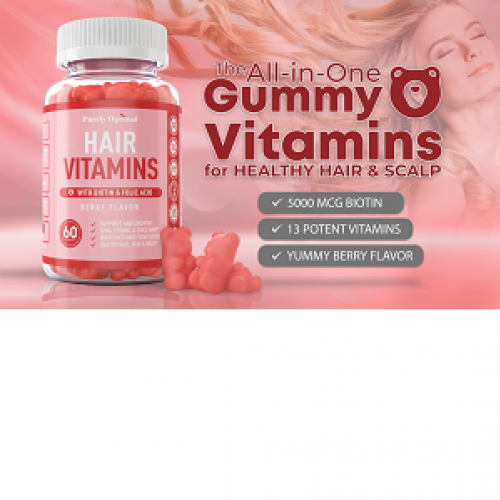 Purely Optimal
HAIR
VITAMINS
WITH BIOTIN & FOLIC ACID
BERRY FLAVOR
60
The All-in-One
Gummy
Vitamins
for HEALTHY HAIR & SCALP
✓ 5000 MCG BIOTIN
✓ 13 POTENT VITAMINS
✓ YUMMY BERRY FLAVOR